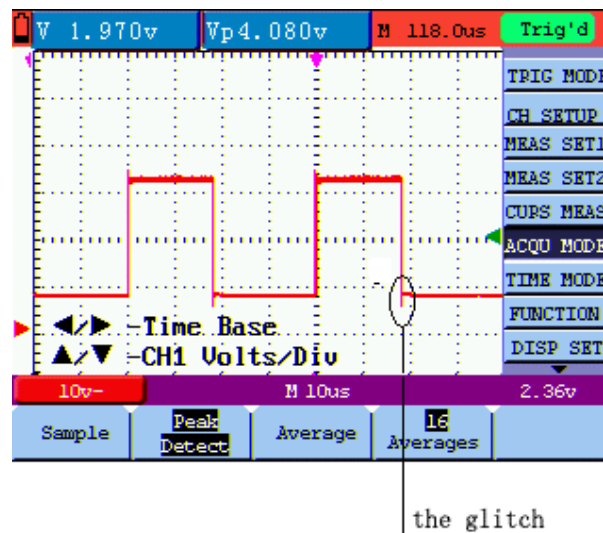 V 1.970v Vp4.080v M 118.0us Trig'd
TRIG MODE
CH SETUP
MEAS SET1
MEAS SET2
CURS MEAS
ACQU MODE
TIME MODE
FUNCTION
DISP SET
◀/▶ -Time Base
▲/▼ -CH1 Volts/Div
10v- M 10us 2.36v
Sample
Peak
Detect
Average
16
Averages
the glitch